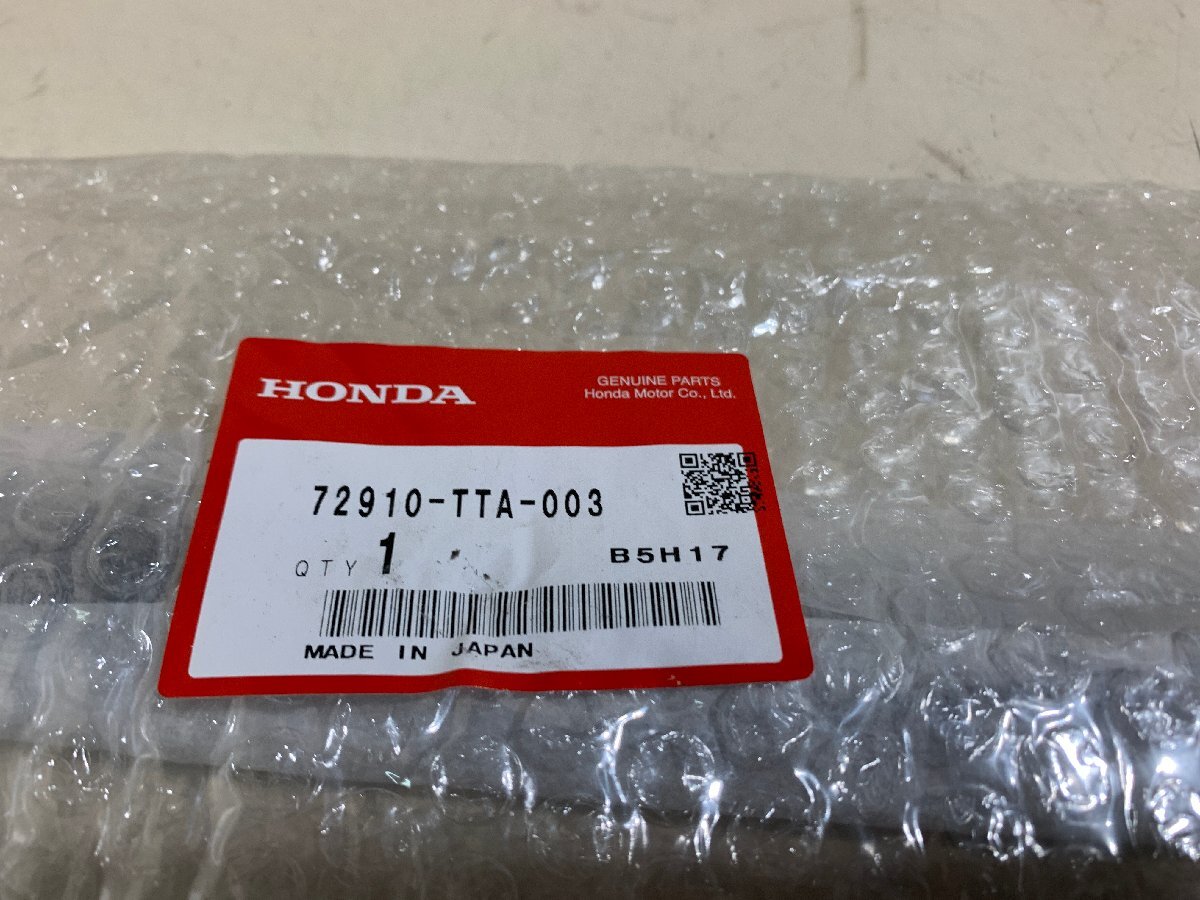 HONDA
GENUINE PARTS
Honda Motor Co., Ltd.
72910-TTA-003
QTY 1
B5H17
MADE IN JAPAN